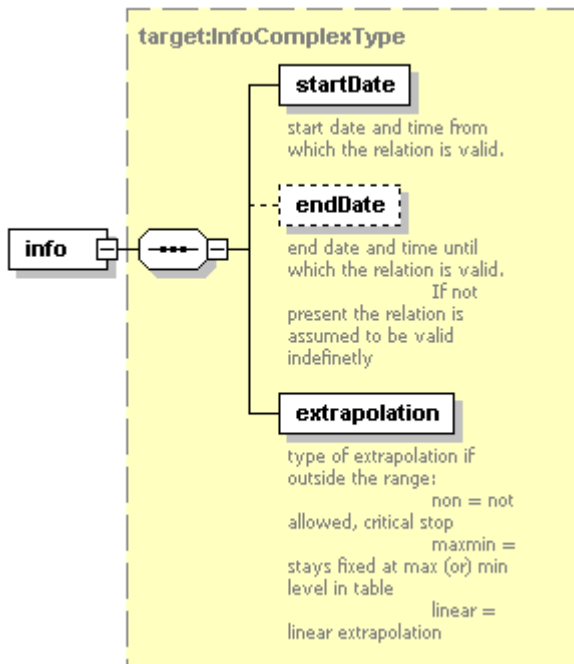 target:InfoComplexType
startDate
start date and time from
which the relation is valid.
endDate
end date and time until
which the relation is valid.
If not
present the relation is
assumed to be valid
indefinetly
info
extrapolation
type of extrapolation if
outside the range:
non = not
allowed, critical stop
maxmin =
stays fixed at max (or) min
level in table
linear =
linear extrapolation